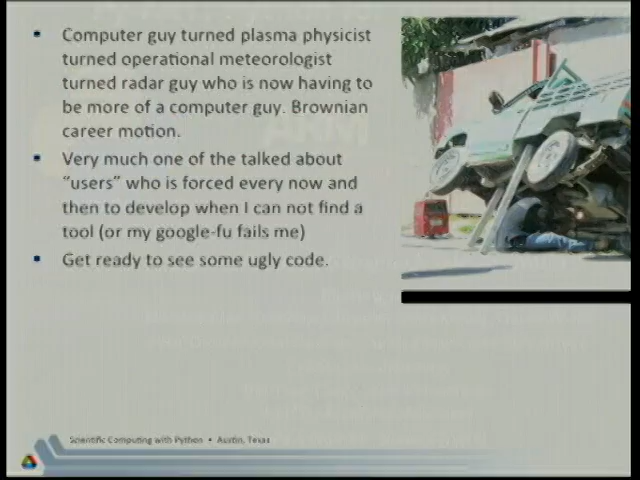 Computer guy turned plasma physicist
turned operational meteorologist
turned radar guy who is now having to
be more of a computer guy. Brownian
career motion.
Very much one of the talked about
“users” who is forced every now and
then to develop when I can not find a
tool (or my google-fu fails me)
Get ready to see some ugly code.
Scientific Computing with Python • Austin, Texas